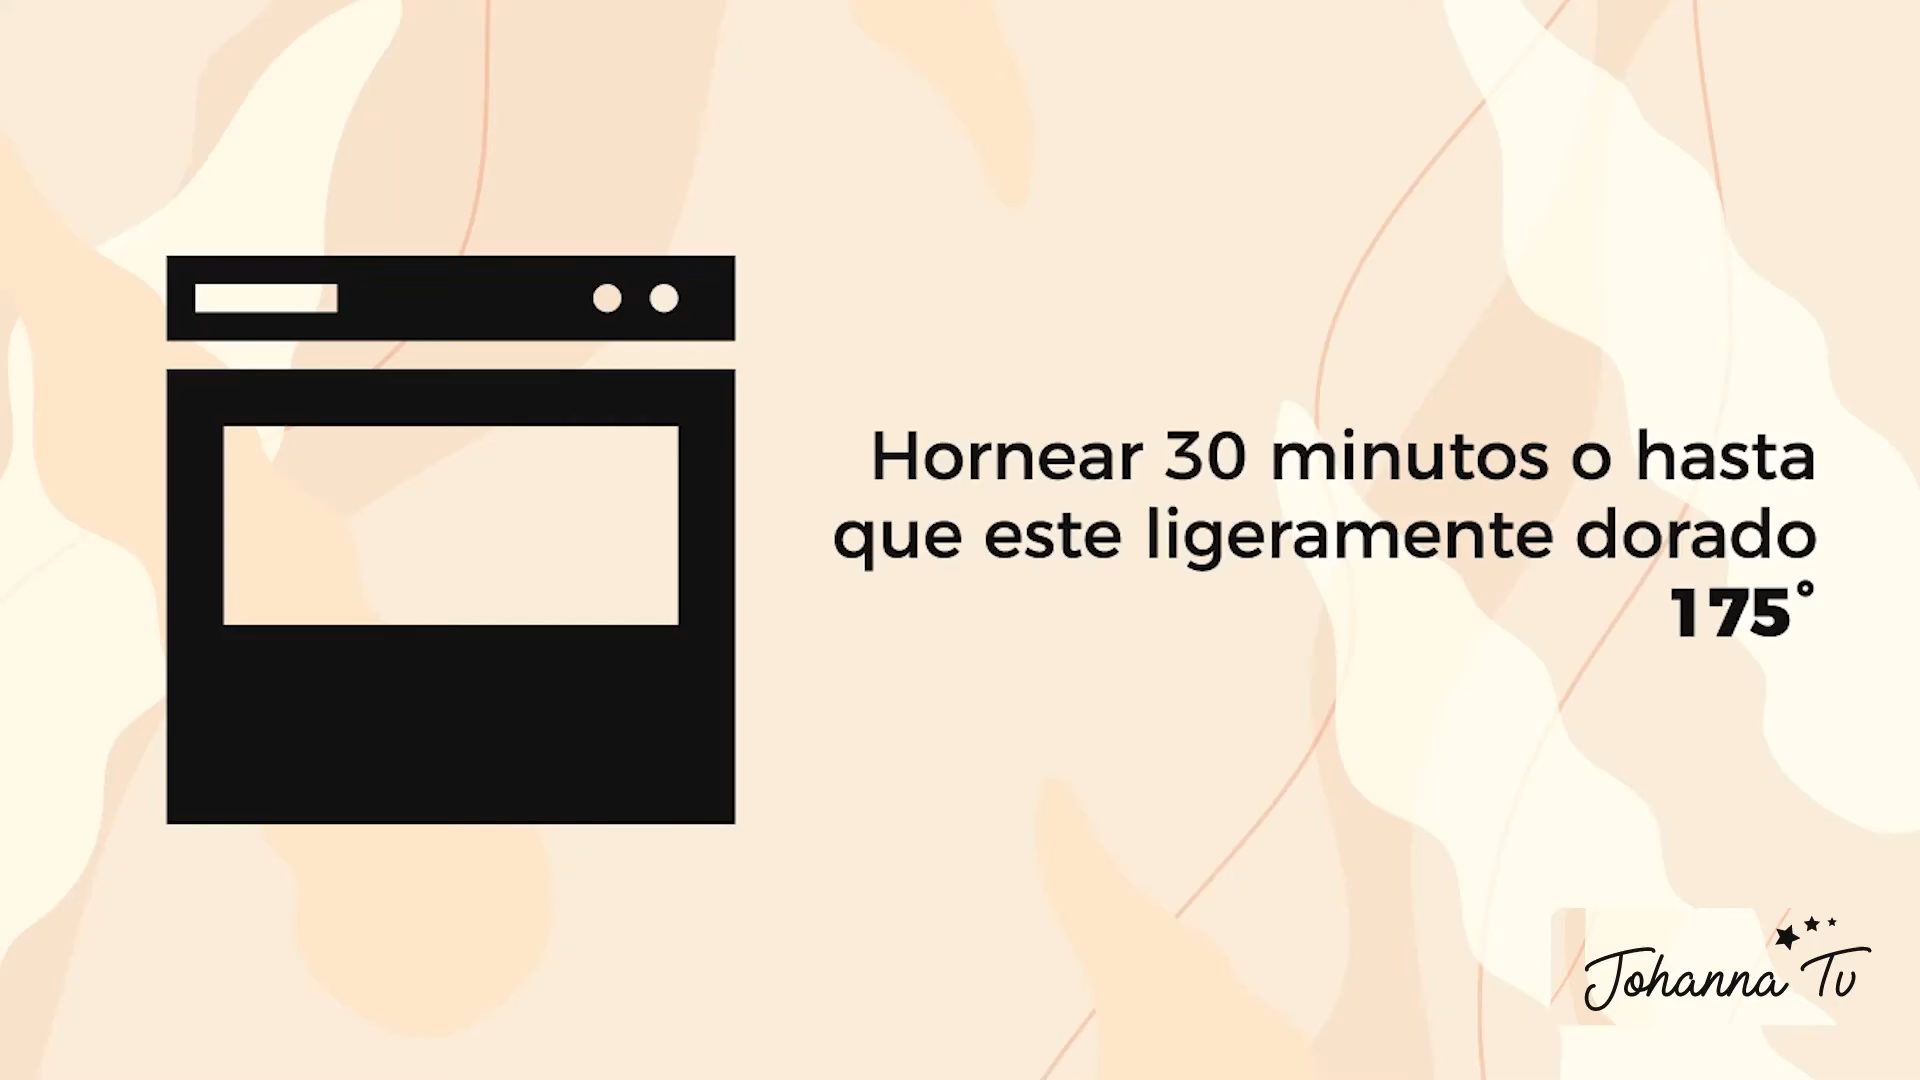 Hornear 30 minutos o hasta
que este ligeramente dorado
175°
Johanna Tv